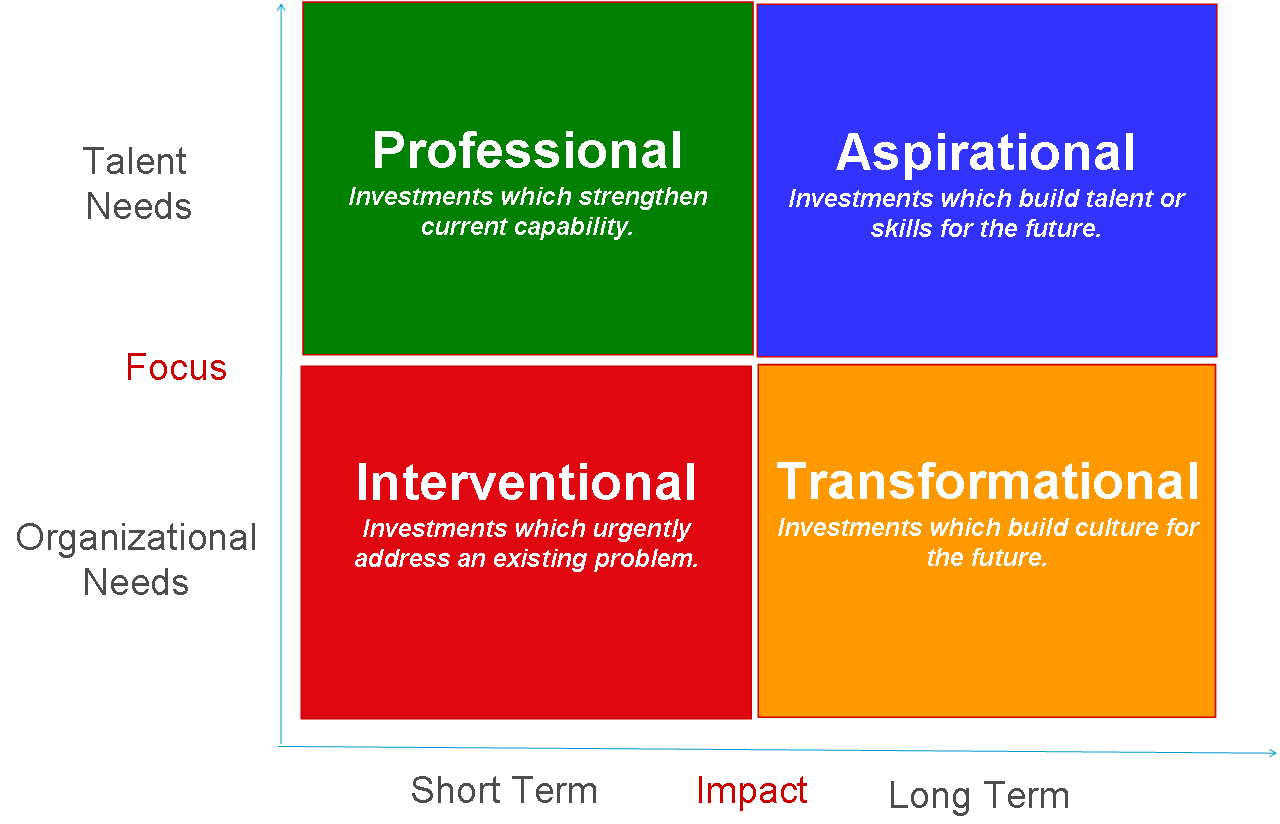 Talent
Needs
Professional
Investments which strengthen
current capability.
Aspirational
Investments which build talent or
skills for the future.
Focus
Organizational
Needs
Interventional
Investments which urgently
address an existing problem.
Transformational
Investments which build culture for
the future.
Short Term
Impact
Long Term